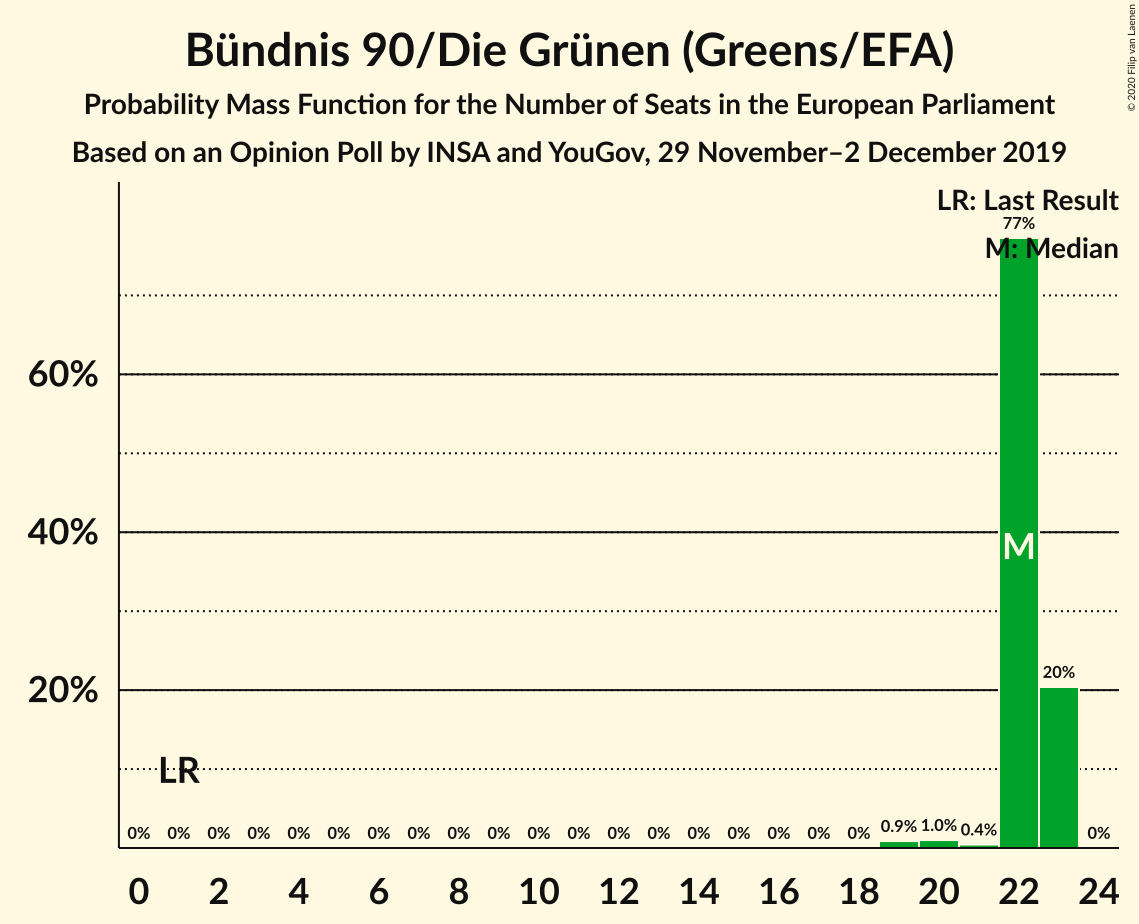 Bündnis 90/Die Grünen (Greens/EFA)
Probability Mass Function for the Number of Seats in the European Parliament
Based on an Opinion Poll by INSA and YouGov, 29 November–2 December 2019
© 2020 Filip van Laenen
LR: Last Result
77%
M: Median
60%
40%
M
20%
20%
LR
0% 0% 0% 0% 0% 0% 0% 0% 0% 0% 0% 0% 0% 0% 0% 0% 0% 0% 0% 0.9% 1.0% 0.4% 0%
0 2 4 6 8 10 12 14 16 18 20 22 24